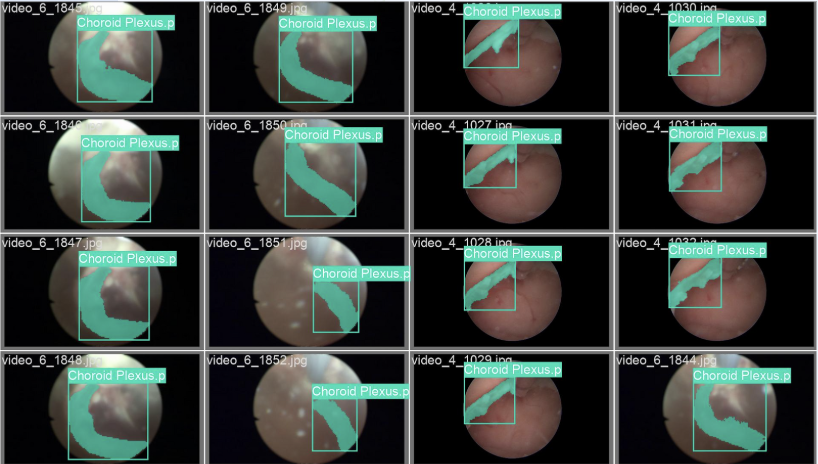 video_6_1845.jpg
Choroid Plexus.p
video_6_1849.jpg
Choroid Plexus.p
Choroid Plexus.p
video_4_1030.jpg
Choroid Plexus.p
Choroid Plexus.p
video_6_1850.jpg
Choroid Plexus.p
video_4_1027.jpg
Choroid Plexus.p
video_4_1031.jpg
Choroid Plexus.p
video_6_1847.jpg
Choroid Plexus.p
video_6_1851.jpg
Choroid Plexus.p
video_4_1028.jpg
Choroid Plexus.p
video_4_1032.jpg
Choroid Plexus.p
video_6_1848.jpg
Choroid Plexus.p
video_6_1852.jpg
Choroid Plexus.p
video_4_1029.jpg
Choroid Plexus.p
video_6_1844.jpg
Choroid Plexus.p